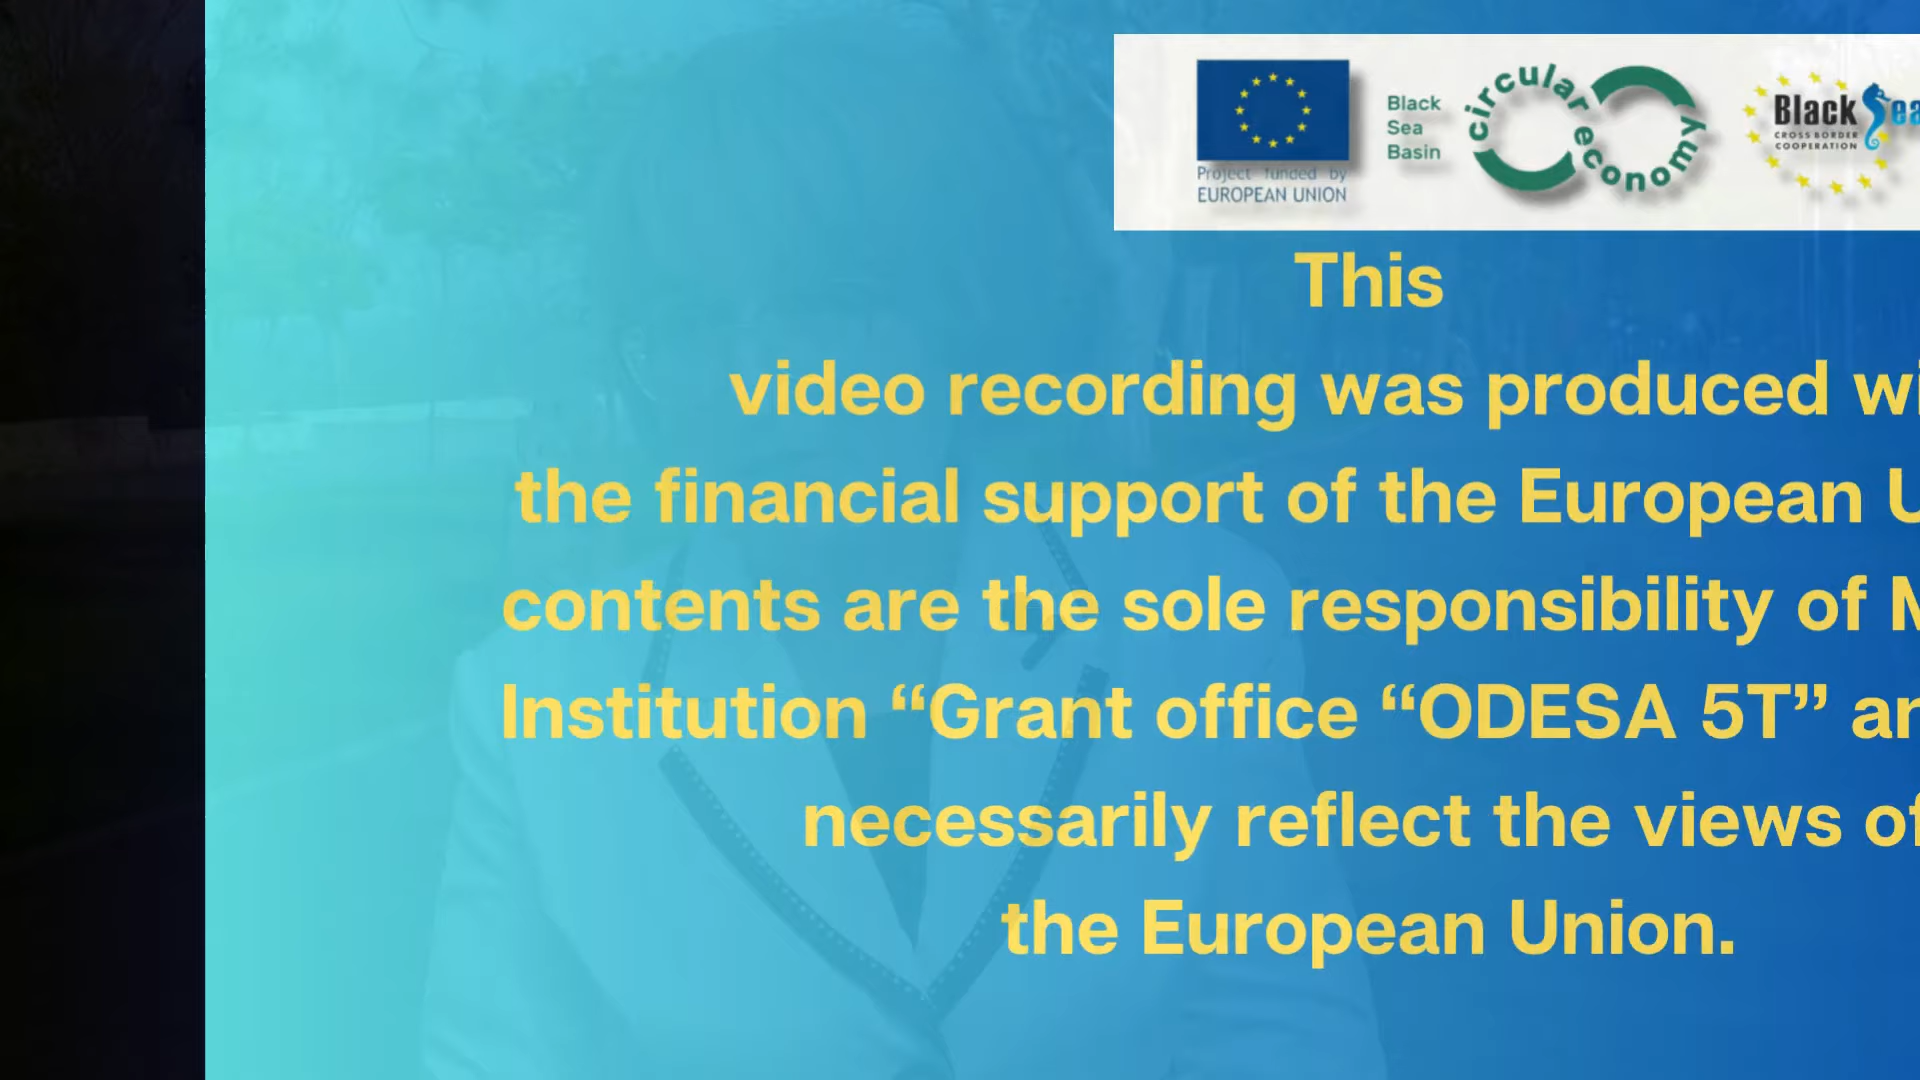 Project funded by
EUROPEAN UNION
Black
Sea
Basin
circular economy
Black Sea
CROSS BORDER
COOPERATION
This
video recording was produced
the financial support of the European
contents are the sole responsibility of
Institution “Grant office “ODESA 5T”
necessarily reflect the views of
the European Union.